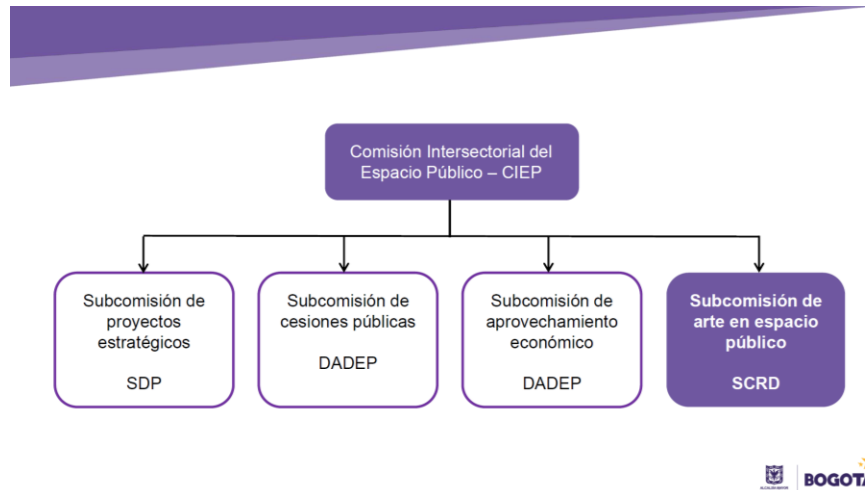 Comisión Intersectorial del
Espacio Público – CIEP
Subcomisión de
proyectos
estratégicos
SDP
Subcomisión de
cesiones públicas
DADEP
Subcomisión de
aprovechamiento
económico
DADEP
Subcomisión de
arte en espacio
público
SCRD
BOGOT